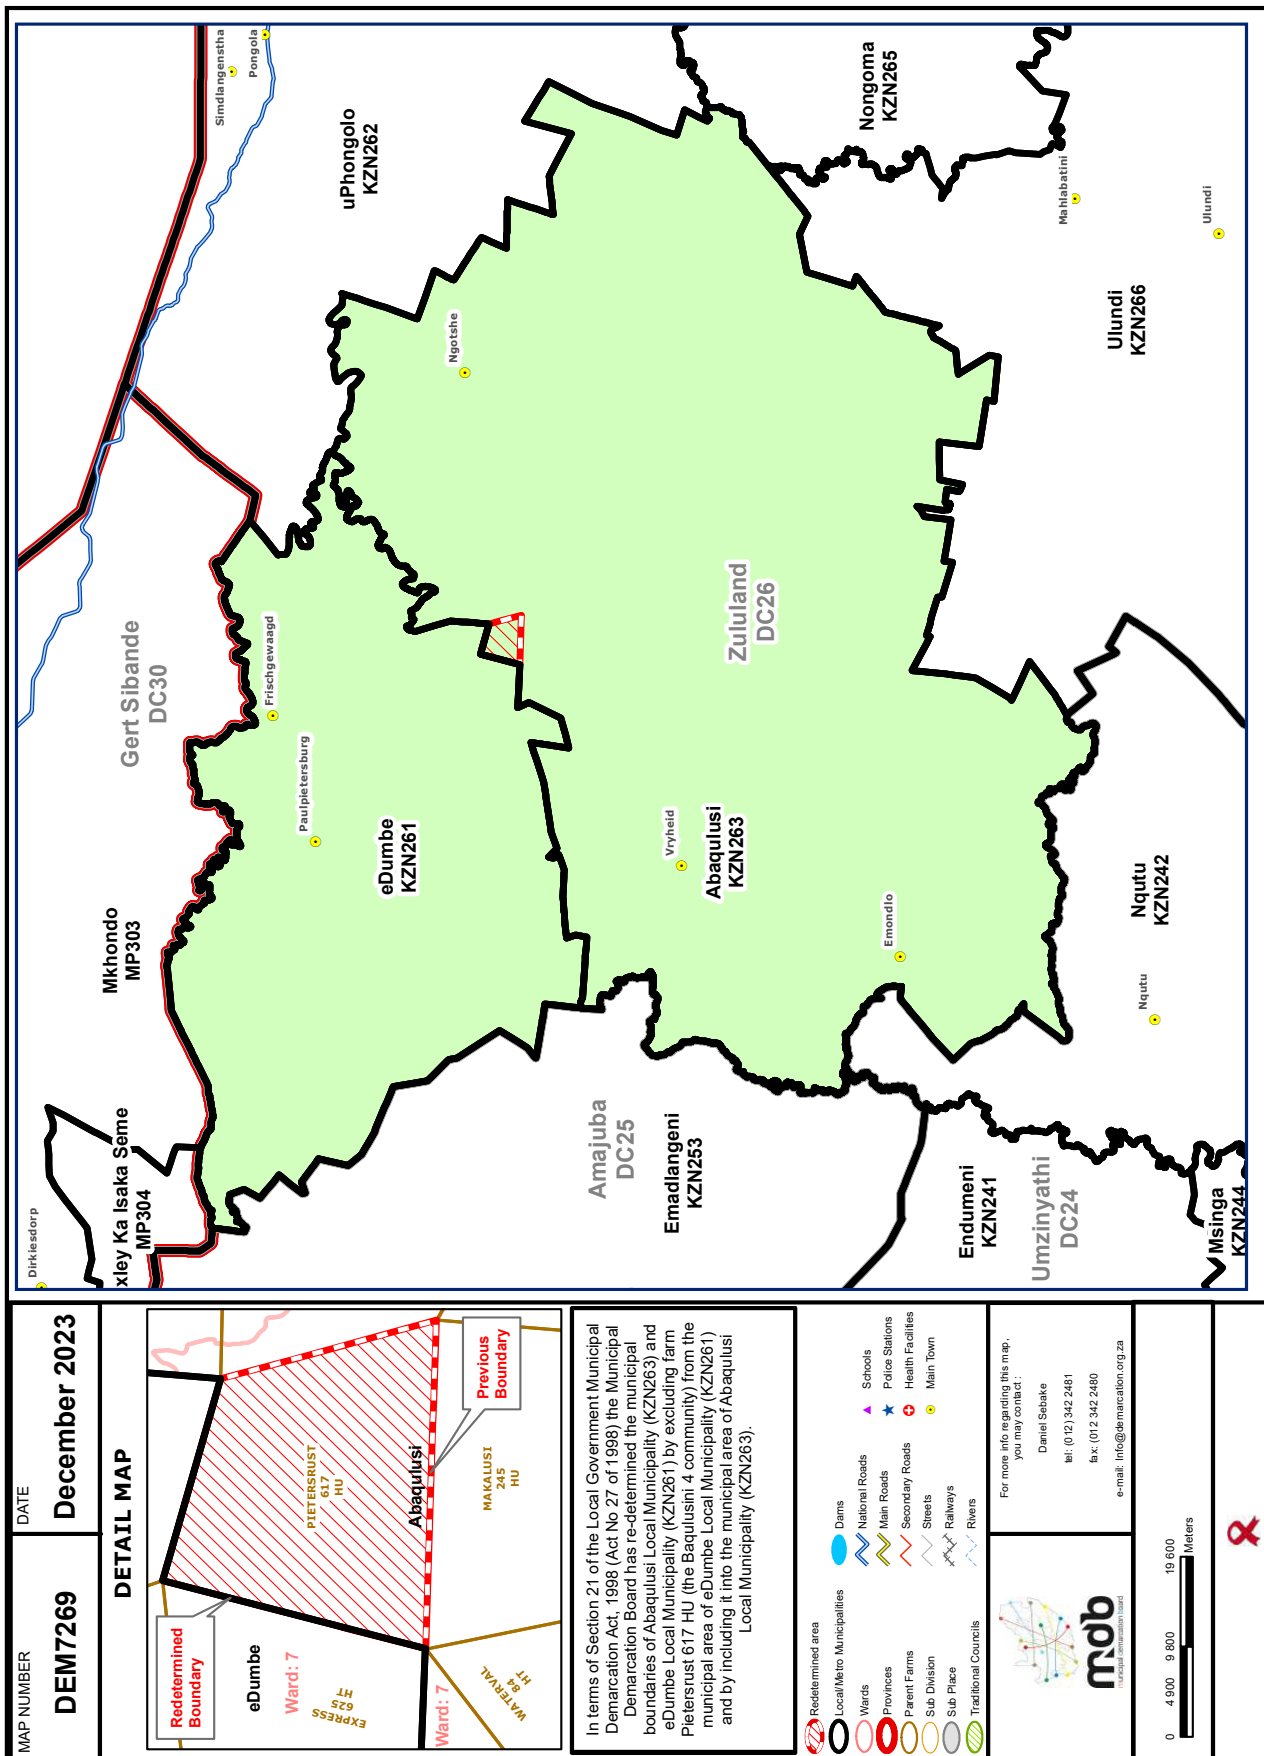 MAP NUMBER
DEM7269
DATE
December 2023
DETAIL MAP
Redetermined
Boundary
Previous
Boundary
PIETERSRUST
617
HU
Abaqulusi
MAKALUSI
245
HU
eDumbe
Ward: 7
EXPRESS
625
HT
Ward: 7
WATERVAL
84
HT
In terms of Section 21 of the Local Government Municipal
Demarcation Act, 1998 (Act No 27 of 1998) the Municipal
Demarcation Board has re-determined the municipal
boundaries of Abaqulusi Local Municipality (KZN263) and
eDumbe Local Municipality (KZN261) by excluding farm
Pietersrust 617 HU (the Baqulusini 4 community) from the
municipal area of eDumbe Local Municipality (KZN261)
and by including it into the municipal area of Abaqulusi
Local Municipality (KZN263).
Redetermined area
Local/Metro Municipalities
Wards
Provinces
Parent Farms
Sub Division
Sub Place
Traditional Councils
Dams
National Roads
Main Roads
Secondary Roads
Streets
Railways
Rivers
Schools
Police Stations
Health Facilities
Main Town
mdb
municipal demarcation board
For more info regarding this map,
you may contact :
Daniel Sebake
tel: (012) 342 2481
fax: (012 342 2480
e-mail: Info@demarcation.org.za
0 4 900 9 800 19 600
Meters
Dirkiesdorp
xley Ka Isaka Seme
MP304
Mkhondo
MP303
Gert Sibande
DC30
Simdlangenstha
Pongola
uPhongolo
KZN262
Frischgewaagd
Paulpietersburg
eDumbe
KZN261
Ngotshe
Nongoma
KZN265
Mahlabatini
Ulundi
Ulundi
KZN266
Zululand
DC26
Vryheid
Abaqulusi
KZN263
Emondlo
Amajuba
DC25
Emadlangeni
KZN253
Nqutu
KZN242
Nqutu
Endumeni
KZN241
Umzinyathi
DC24
Msinga
KZN244